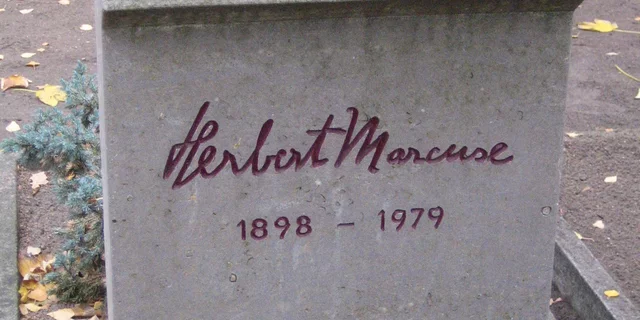 Herbert Marcuse
1898 – 1979